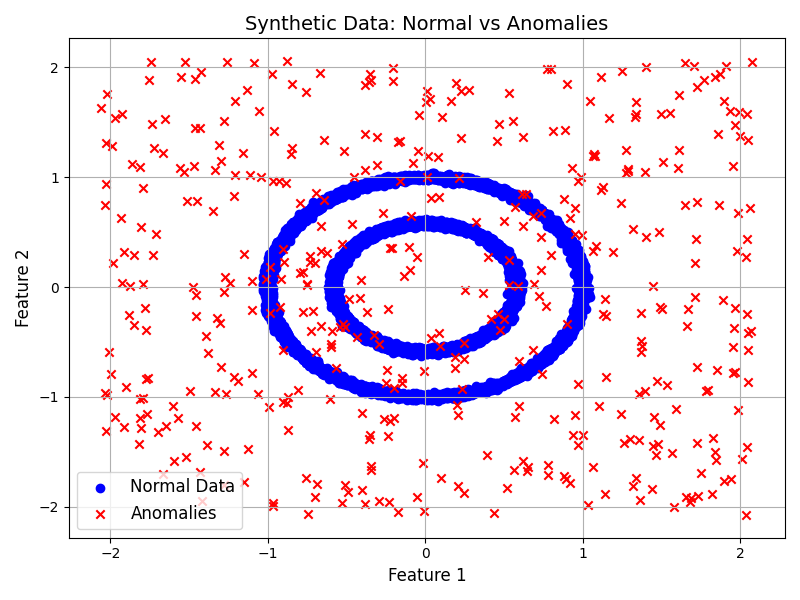 Synthetic Data: Normal vs Anomalies
2
1
0
−1
−2
Feature 2
Normal Data
Anomalies
−2
−1
0
1
2
Feature 1